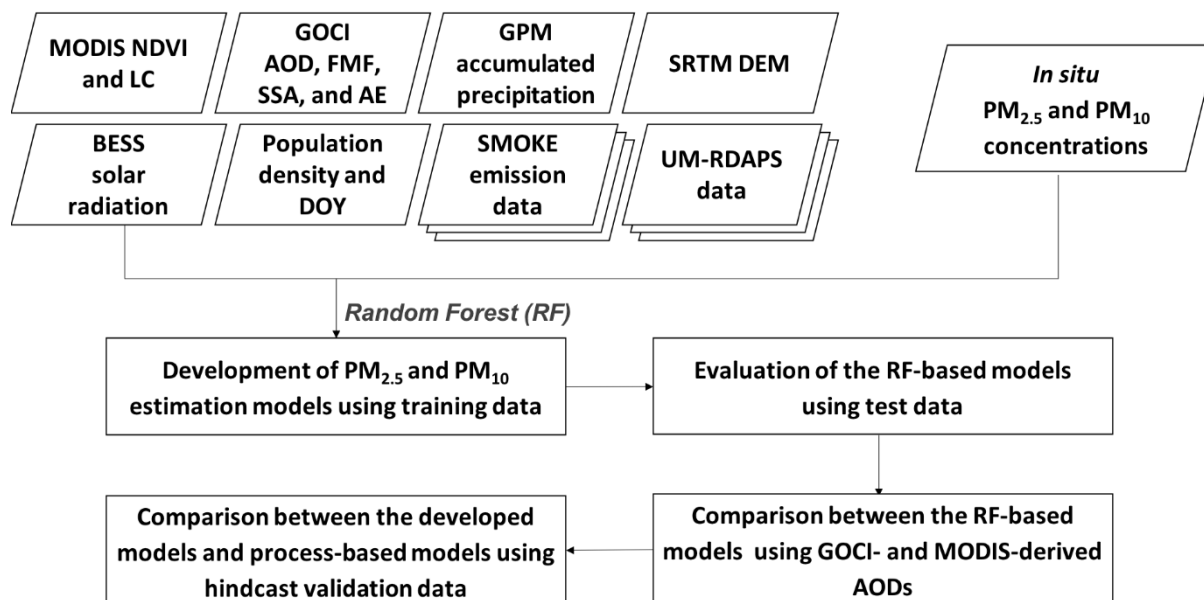 MODIS NDVI
and LC
GOCI
AOD, FMF,
SSA, and AE
GPM
accumulated
precipitation
SRTM DEM
In situ
PM2.5 and PM10
concentrations
BESS
solar
radiation
Population
density and
DOY
SMOKE
emission
data
UM-RDAPS
data
Random Forest (RF)
Development of PM2.5 and PM10
estimation models using training data
Evaluation of the RF-based models
using test data
Comparison between the developed
models and process-based models using
hindcast validation data
Comparison between the RF-based
models using GOCI- and MODIS-derived
AODs